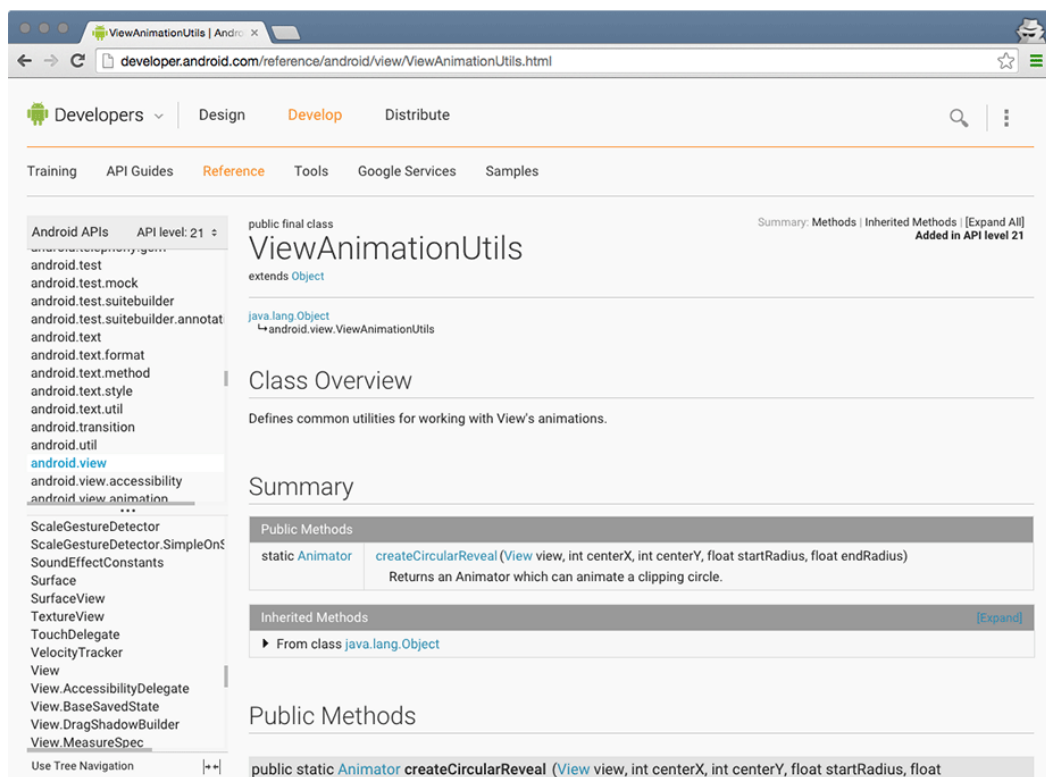 ViewAnimationUtils | Andro
developer.android.com/reference/android/view/ViewAnimationUtils.html
Developers Design Develop Distribute
Training API Guides Reference Tools Google Services Samples
Android APIs API level: 21
android.telephony.gsm
android.test
android.test.mock
android.test.suitebuilder
android.test.suitebuilder.annotat
android.text
android.text.format
android.text.method
android.text.style
android.text.util
android.transition
android.util
android.view
android.view.accessibility
android.view.animation
ScaleGestureDetector
ScaleGestureDetector.SimpleOnS
SoundEffectConstants
Surface
SurfaceView
TextureView
TouchDelegate
VelocityTracker
View
View.AccessibilityDelegate
View.BaseSavedState
View.DragShadowBuilder
View.MeasureSpec
Use Tree Navigation
public final class
Summary: Methods | Inherited Methods | [Expand All]
Added in API level 21
ViewAnimationUtils
extends Object
java.lang.Object
↳android.view.ViewAnimationUtils
Class Overview
Defines common utilities for working with View's animations.
Summary
Public Methods
static Animator createCircularReveal(View view, int centerX, int centerY, float startRadius, float endRadius)
Returns an Animator which can animate a clipping circle.
Inherited Methods [Expand]
From class java.lang.Object
Public Methods
public static Animator createCircularReveal (View view, int centerX, int centerY, float startRadius, float